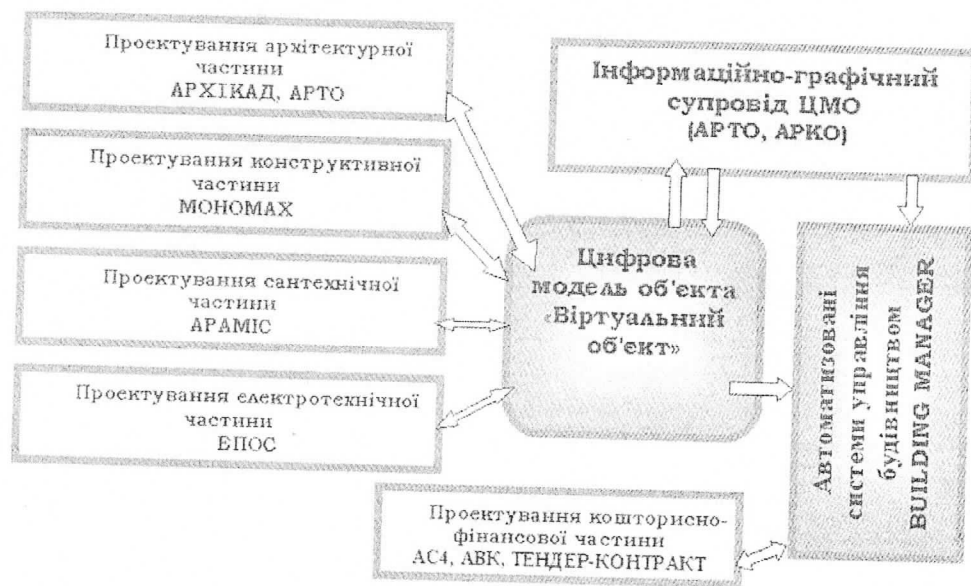 Проектування архітектурної
частини
АРХІКАД, АРТО
Проектування конструктивної
частини
МОНОМАХ
Проектування сантехнічної
частини
АРАМІС
Проектування електротехнічної
частини
ЕПОС
Інформаційно-графічний
супровід ЦМО
(АРТО, АРКО)
Цифрова
модель об'єкта
«Віртуальний
об'єкт»
Автоматизовані
системи управління
будівництвом
BUILDING MANAGER
Проектування кошторисно-
фінансової частини
АС4, АВК, ТЕНДЕР-КОНТРАКТ